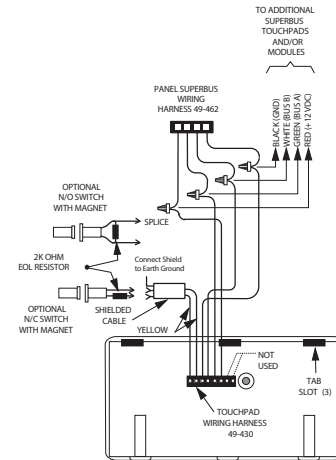 TO ADDITIONAL
SUPERBUS
TOUCHPADS
AND/OR
MODULES
PANEL SUPERBUS
WIRING
HARNESS 49-462
BLACK (GND)
WHITE (BUS B)
GREEN (BUS A)
RED (+ 12 VDC)
OPTIONAL
N/O SWITCH
WITH MAGNET
SPLICE
2K OHM
EOL RESISTOR
Connect Shield
to Earth Ground
OPTIONAL
N/C SWITCH
WITH MAGNET
SHIELDED
CABLE
YELLOW
NOT
USED
TAB
SLOT (3)
TOUCHPAD
WIRING HARNESS
49-430